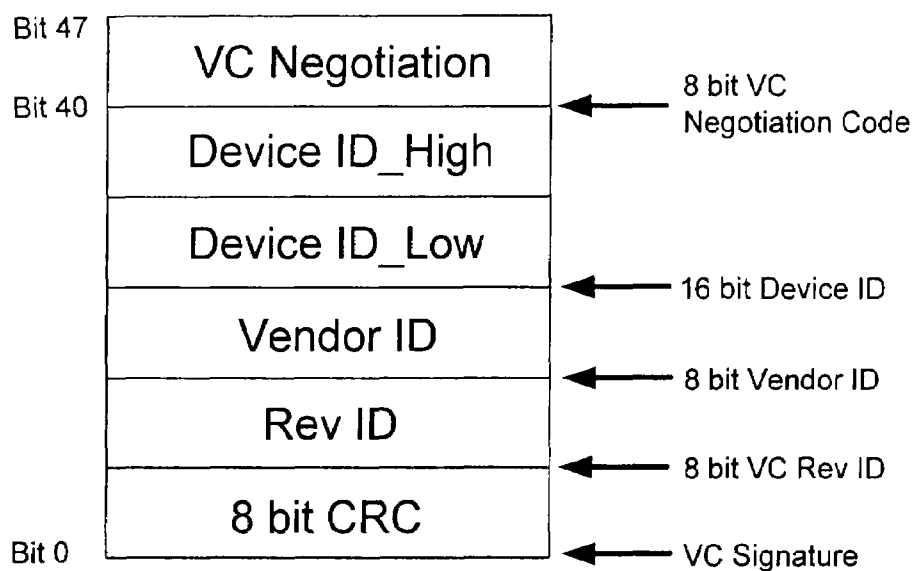 Bit 47
VC Negotiation
Bit 40
8 bit VC
Negotiation Code
Device ID_High
Device ID_Low
16 bit Device ID
Vendor ID
8 bit Vendor ID
Rev ID
8 bit VC Rev ID
8 bit CRC
Bit 0
VC Signature